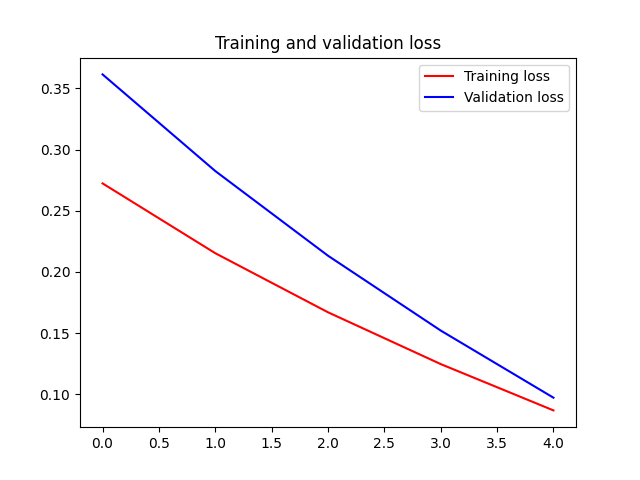 Training and validation loss
Training loss
Validation loss
0.35
0.30
0.25
0.20
0.15
0.10
0.0 0.5 1.0 1.5 2.0 2.5 3.0 3.5 4.0